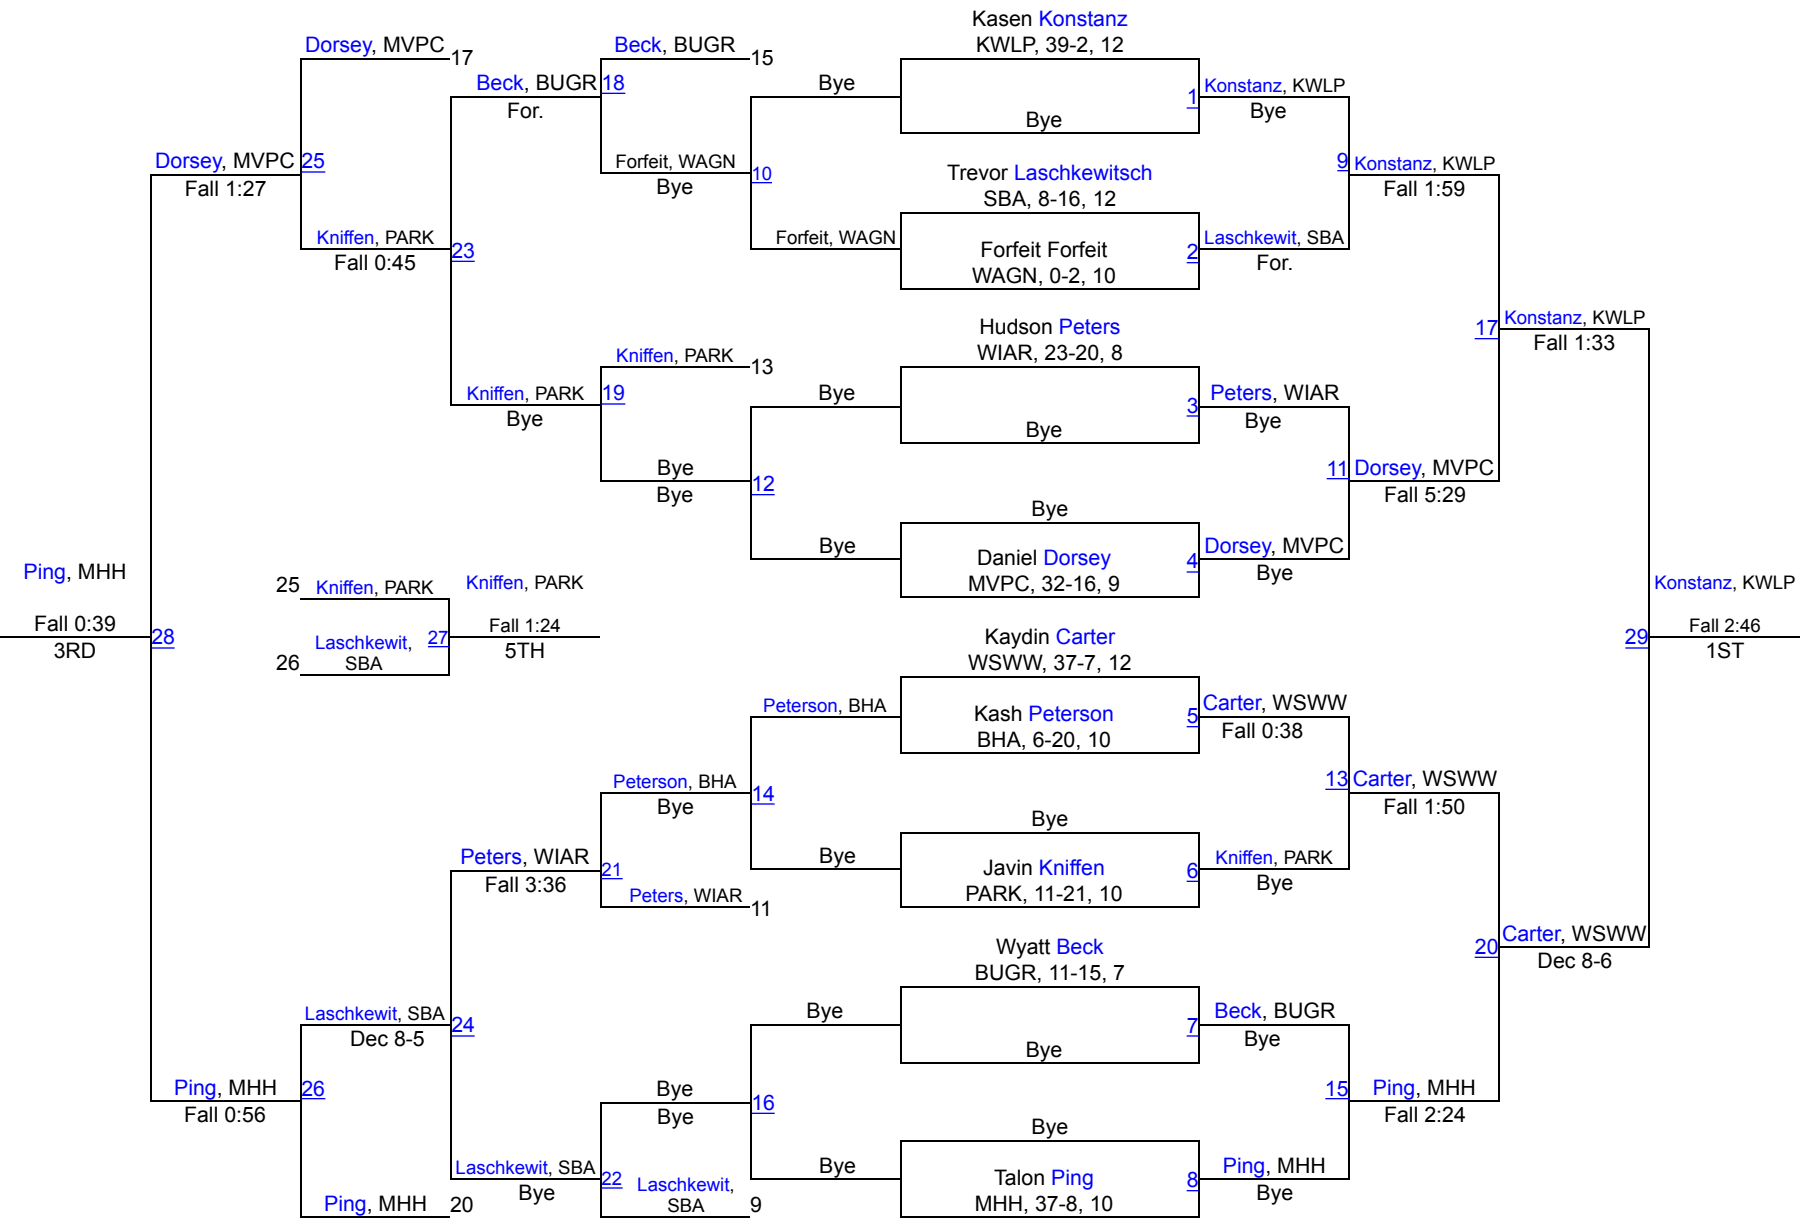 Kasen Konstanz
KWLP, 39-2, 12
Dorsey, MVPC
17
Beck, BUGR
15
Beck, BUGR
18
For.
Bye
Bye
1
Konstanz, KWLP
Bye
Dorsey, MVPC
25
Fall 1:27
Forfeit, WAGN
Bye
10
Trevor Laschkewitsch
SBA, 8-16, 12
9
Konstanz, KWLP
Fall 1:59
Kniffen, PARK
Fall 0:45
23
Forfeit, WAGN
Forfeit Forfeit
WAGN, 0-2, 10
2
Laschkewit, SBA
For.
Hudson Peters
WIAR, 23-20, 8
17
Konstanz, KWLP
Fall 1:33
Kniffen, PARK
13
Kniffen, PARK
Bye
19
Bye
Bye
3
Peters, WIAR
Bye
Bye
Bye
12
11
Dorsey, MVPC
Fall 5:29
Bye
Bye
Daniel Dorsey
MVPC, 32-16, 9
4
Dorsey, MVPC
Bye
Ping, MHH
Fall 0:39
3RD
28
25
Kniffen, PARK
Kniffen, PARK
Laschkewit,
SBA
26
27
Fall 1:24
5TH
Konstanz, KWLP
29
Fall 2:46
1ST
Kaydin Carter
WSWW, 37-7, 12
Peterson, BHA
Kash Peterson
BHA, 6-20, 10
5
Carter, WSWW
Fall 0:38
Peterson, BHA
Bye
14
13
Carter, WSWW
Fall 1:50
Bye
Peters, WIAR
Fall 3:36
21
Bye
Javin Kniffen
PARK, 11-21, 10
6
Kniffen, PARK
Bye
Peters, WIAR
11
Wyatt Beck
BUGR, 11-15, 7
20
Carter, WSWW
Dec 8-6
Laschkewit, SBA
Dec 8-5
24
Bye
Bye
7
Beck, BUGR
Bye
Ping, MHH
Fall 0:56
26
Bye
Bye
16
15
Ping, MHH
Fall 2:24
Bye
Laschkewit, SBA
Bye
22
Laschkewit,
SBA
9
Bye
Talon Ping
MHH, 37-8, 10
8
Ping, MHH
Bye
Ping, MHH
20